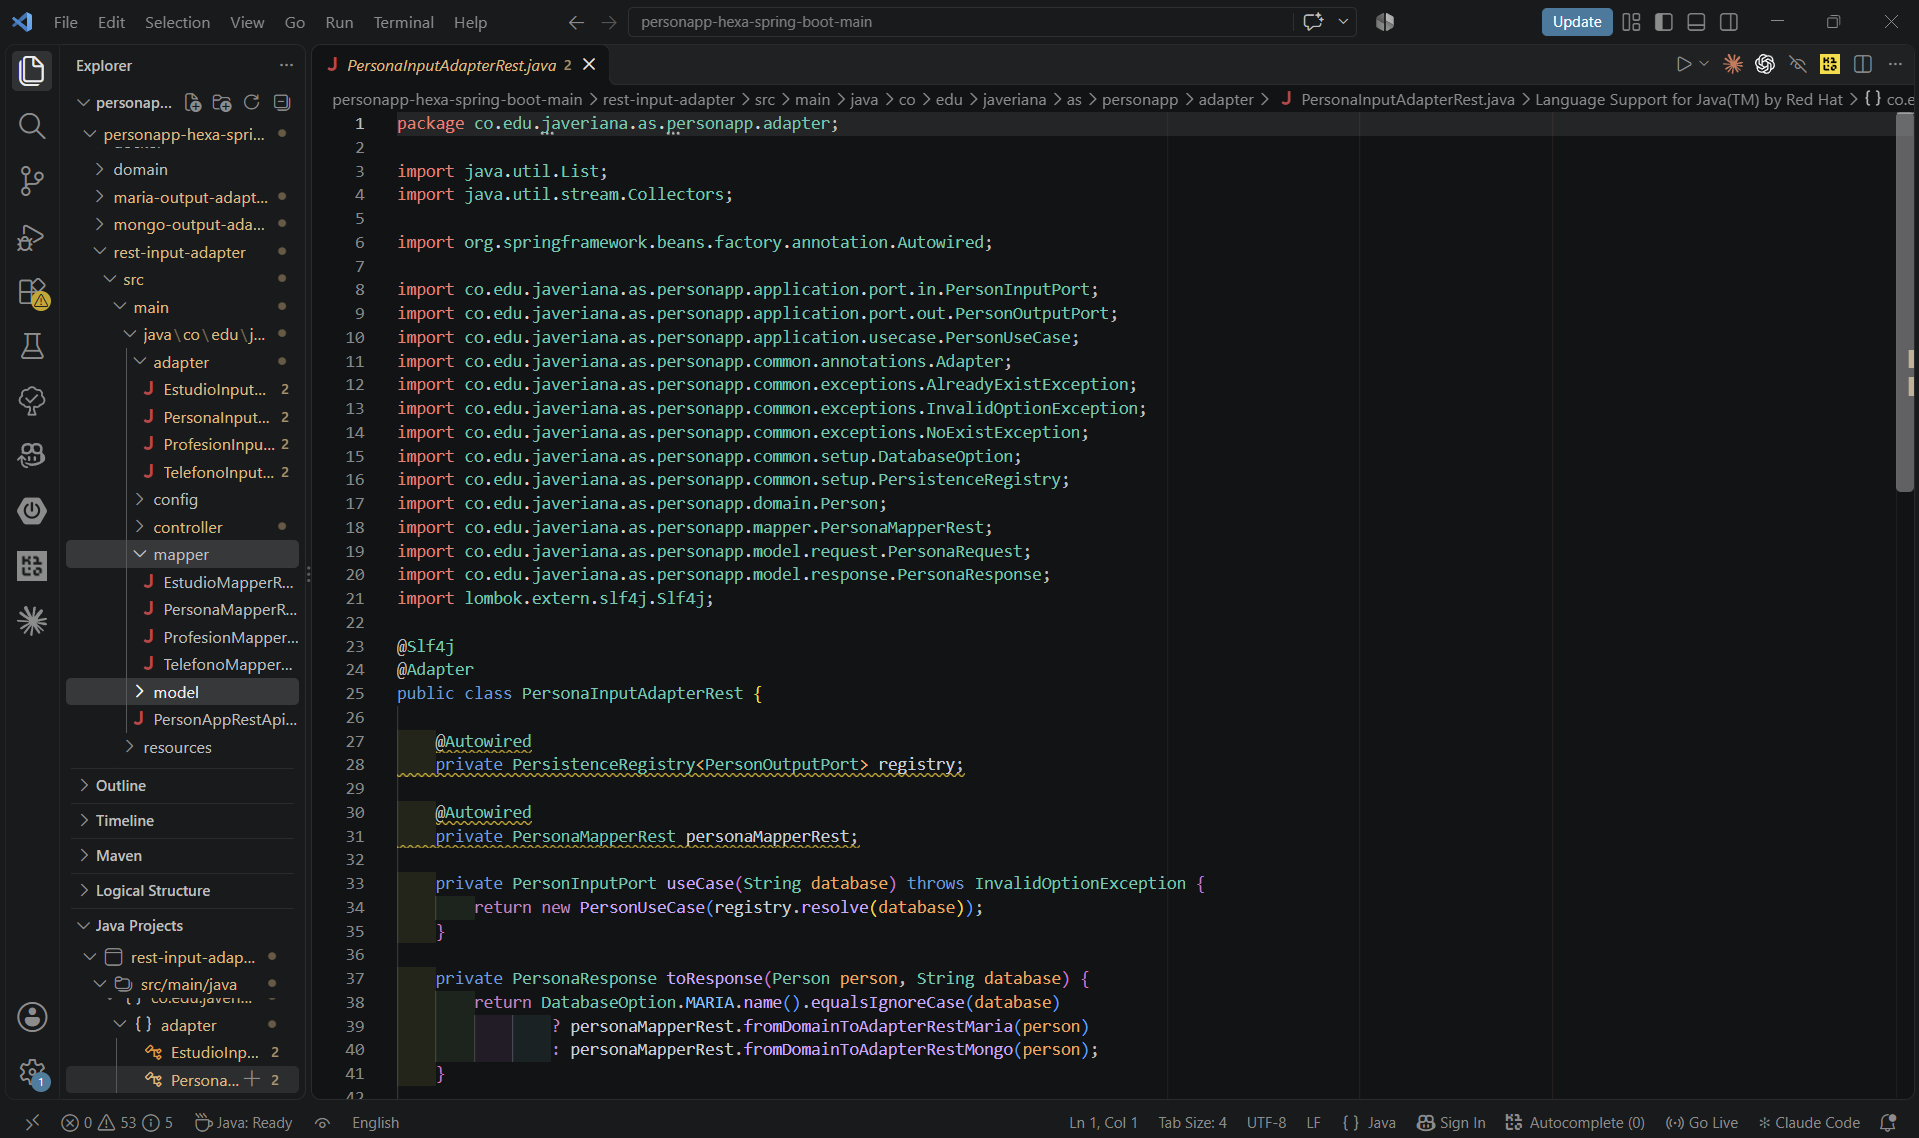 File Edit Selection View Go Run Terminal Help
personapp-hexa-spring-boot-main
Update
Explorer
personap...
personapp-hexa-spri...
domain
maria-output-adapt...
mongo-output-ada...
rest-input-adapter
src
main
java\co\edu\j...
adapter
EstudioInput... 2
PersonaInput... 2
ProfesionInpu... 2
TelefonoInput... 2
config
controller
mapper
EstudioMapperR...
PersonaMapperR...
ProfesionMapper...
TelefonoMapper...
model
PersonAppRestApi...
resources
Outline
Timeline
Maven
Logical Structure
Java Projects
rest-input-adap...
src/main/java
adapter
EstudioInp... 2
Persona... 2
PersonaInputAdapterRest.java 2
personapp-hexa-spring-boot-main > rest-input-adapter > src > main > java > co > edu > javeriana > as > personapp > adapter > PersonaInputAdapterRest.java > Language Support for Java(TM) by Red Hat > {} co.e
1 package co.edu.javeriana.as.personapp.adapter;
2
3 import java.util.List;
4 import java.util.stream.Collectors;
5
6 import org.springframework.beans.factory.annotation.Autowired;
7
8 import co.edu.javeriana.as.personapp.application.port.in.PersonInputPort;
9 import co.edu.javeriana.as.personapp.application.port.out.PersonOutputPort;
10 import co.edu.javeriana.as.personapp.application.usecase.PersonUseCase;
11 import co.edu.javeriana.as.personapp.common.annotations.Adapter;
12 import co.edu.javeriana.as.personapp.common.exceptions.AlreadyExistException;
13 import co.edu.javeriana.as.personapp.common.exceptions.InvalidOptionException;
14 import co.edu.javeriana.as.personapp.common.exceptions.NoExistException;
15 import co.edu.javeriana.as.personapp.common.setup.DatabaseOption;
16 import co.edu.javeriana.as.personapp.common.setup.PersistenceRegistry;
17 import co.edu.javeriana.as.personapp.domain.Person;
18 import co.edu.javeriana.as.personapp.mapper.PersonaMapperRest;
19 import co.edu.javeriana.as.personapp.model.request.PersonaRequest;
20 import co.edu.javeriana.as.personapp.model.response.PersonaResponse;
21 import lombok.extern.slf4j.Slf4j;
22
23 @Slf4j
24 @Adapter
25 public class PersonaInputAdapterRest {
26
27 @Autowired
28 private PersistenceRegistry<PersonOutputPort> registry;
29
30 @Autowired
31 private PersonaMapperRest personaMapperRest;
32
33 private PersonInputPort useCase(String database) throws InvalidOptionException {
34 return new PersonUseCase(registry.resolve(database));
35 }
36
37 private PersonaResponse toResponse(Person person, String database) {
38 return DatabaseOption.MARIA.name().equalsIgnoreCase(database)
39 ? personaMapperRest.fromDomainToAdapterRestMaria(person)
40 : personaMapperRest.fromDomainToAdapterRestMongo(person);
41 }
42
1
0 53 5 Java: Ready English Ln 1, Col 1 Tab Size: 4 UTF-8 LF {} Java Sign In Autocomplete (0) Go Live Claude Code